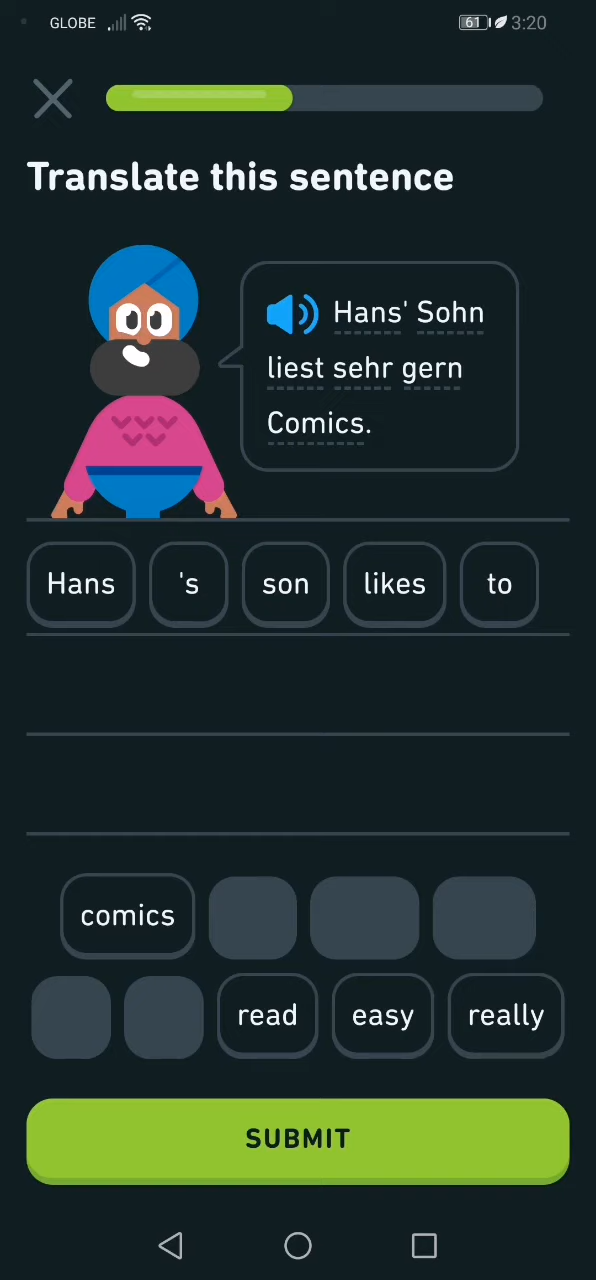 GLOBE 61 3:20
Translate this sentence
Hans' Sohn
liest sehr gern
Comics.
Hans 's son likes to
comics
read easy really
SUBMIT